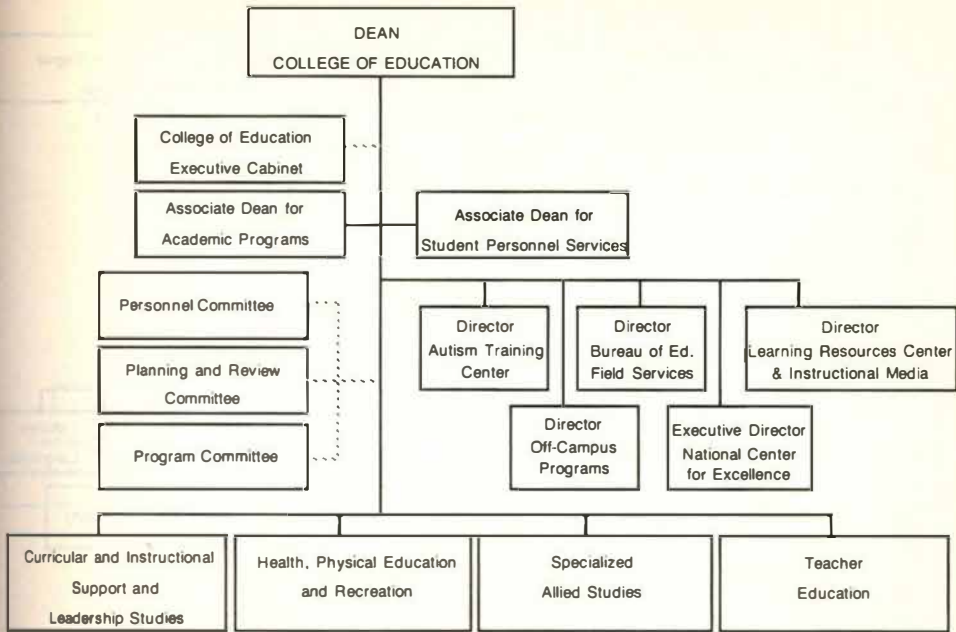 DEAN
COLLEGE OF EDUCATION
College of Education
Executive Cabinet
Associate Dean for
Academic Programs
Associate Dean for
Student Personnel Services
Personnel Committee
Planning and Review
Committee
Program Committee
Director
Autism Training
Center
Director
Bureau of Ed.
Field Services
Director
Learning Resources Center
& Instructional Media
Director
Off-Campus
Programs
Executive Director
National Center
for Excellence
Curricular and Instructional
Support and
Leadership Studies
Health, Physical Education
and Recreation
Specialized
Allied Studies
Teacher
Education